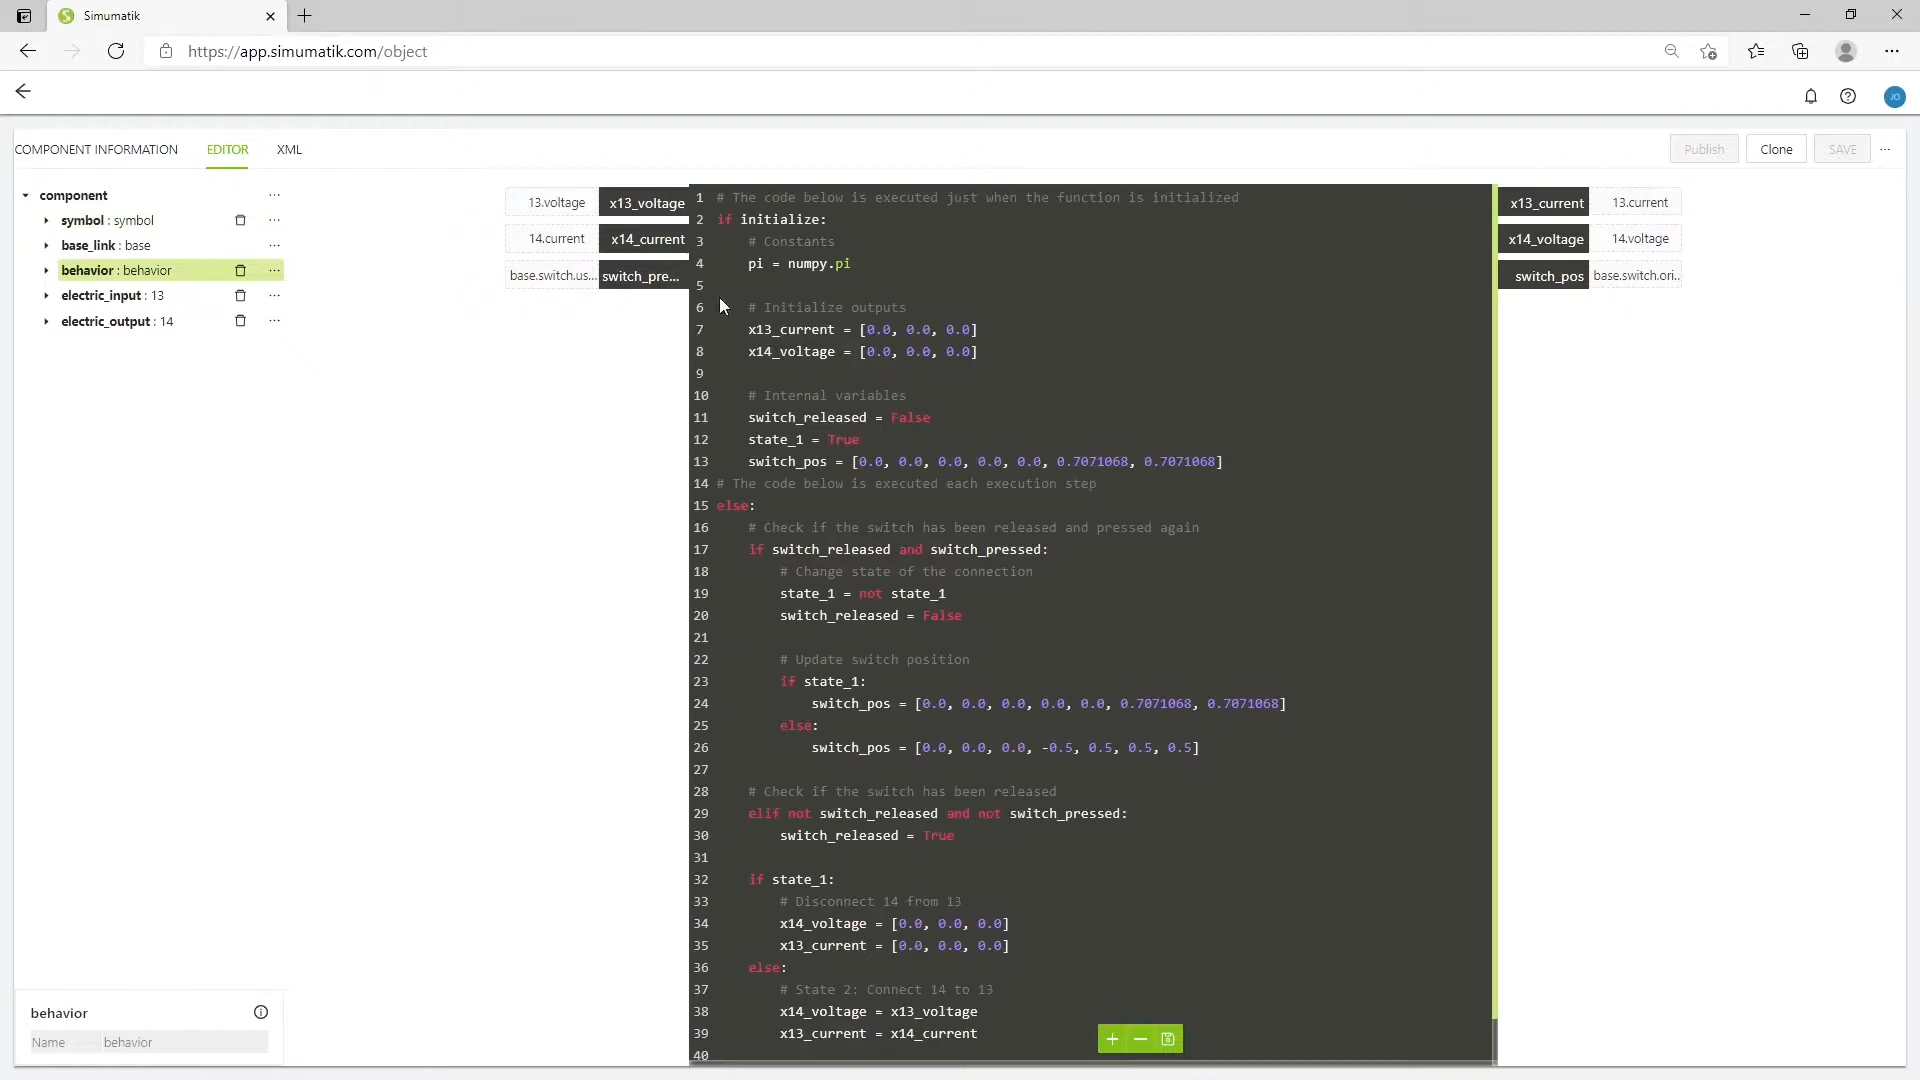 Simumatik
https://app.simumatik.com/object
JO
COMPONENT INFORMATION
EDITOR
XML
Publish
Clone
SAVE
component
symbol : symbol
base_link : base
behavior : behavior
electric_input : 13
electric_output : 14
13.voltage
x13_voltage
14.current
x14_current
base.switch.us...
switch_pre...
1 # The code below is executed just when the function is initialized
2 if initialize:
3 # Constants
4 pi = numpy.pi
5
6 # Initialize outputs
7 x13_current = [0.0, 0.0, 0.0]
8 x14_voltage = [0.0, 0.0, 0.0]
9
10 # Internal variables
11 switch_released = False
12 state_1 = True
13 switch_pos = [0.0, 0.0, 0.0, 0.0, 0.0, 0.7071068, 0.7071068]
14 # The code below is executed each execution step
15 else:
16 # Check if the switch has been released and pressed again
17 if switch_released and switch_pressed:
18 # Change state of the connection
19 state_1 = not state_1
20 switch_released = False
21
22 # Update switch position
23 if state_1:
24 switch_pos = [0.0, 0.0, 0.0, 0.0, 0.0, 0.7071068, 0.7071068]
25 else:
26 switch_pos = [0.0, 0.0, 0.0, -0.5, 0.5, 0.5, 0.5]
27
28 # Check if the switch has been released
29 elif not switch_released and not switch_pressed:
30 switch_released = True
31
32 if state_1:
33 # Disconnect 14 from 13
34 x14_voltage = [0.0, 0.0, 0.0]
35 x13_current = [0.0, 0.0, 0.0]
36 else:
37 # State 2: Connect 14 to 13
38 x14_voltage = x13_voltage
39 x13_current = x14_current
40
x13_current
13.current
x14_voltage
14.voltage
switch_pos
base.switch.ori..
behavior
Name behavior